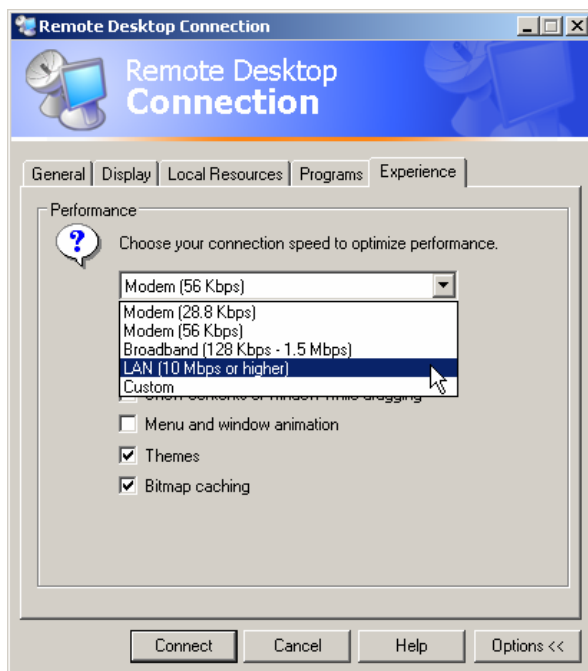 Remote Desktop Connection
Remote Desktop
Connection
General Display Local Resources Programs Experience
Performance
Choose your connection speed to optimize performance.
Modem (56 Kbps)
Modem (28.8 Kbps)
Modem (56 Kbps)
Broadband (128 Kbps - 1.5 Mbps)
LAN (10 Mbps or higher)
Custom
Menu and window animation
Themes
Bitmap caching
Connect Cancel Help Options <<